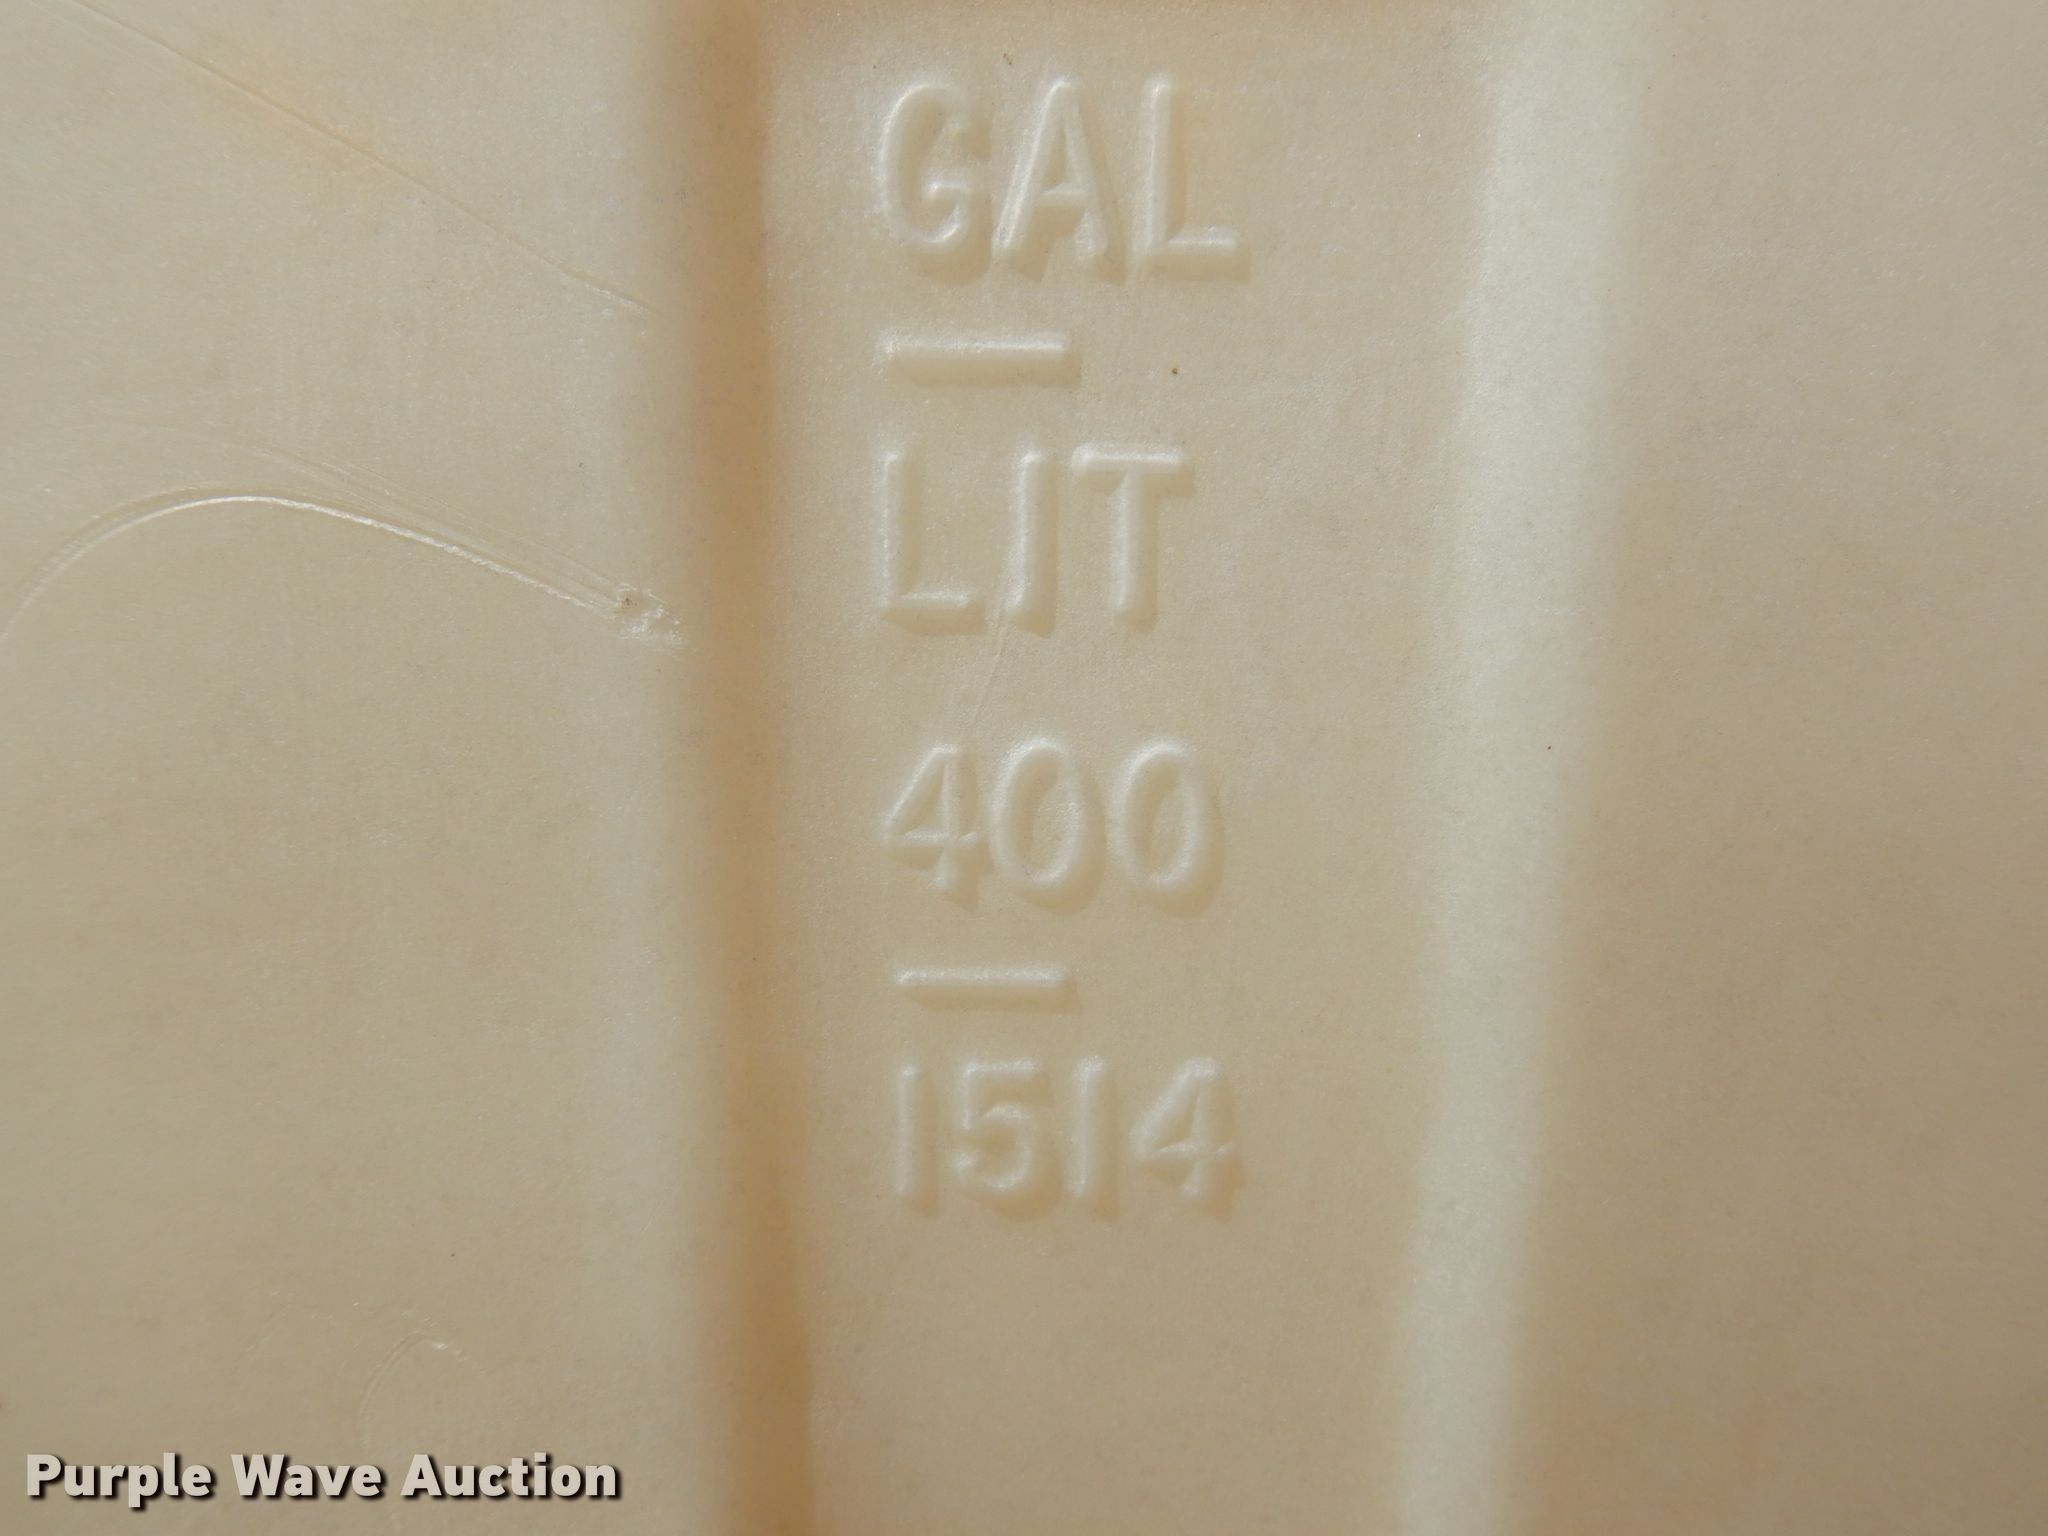 GAL
—
LIT
400
—
1514
Purple Wave Auction